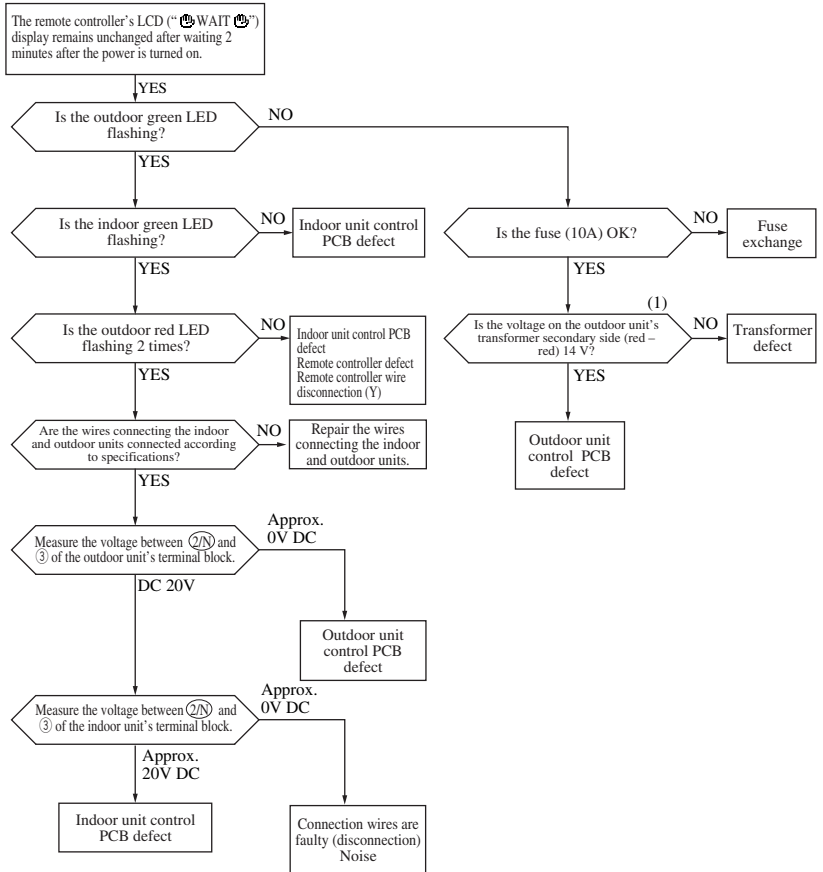 The remote controller's LCD (“ WAIT ”)
display remains unchanged after waiting 2
minutes after the power is turned on.
YES
Is the outdoor green LED
flashing?
NO
YES
Is the indoor green LED
flashing?
NO
Indoor unit control
PCB defect
Is the fuse (10A) OK?
NO
Fuse
exchange
YES
YES
(1)
Is the outdoor red LED
flashing 2 times?
NO
Indoor unit control PCB
defect
Remote controller defect
Remote controller wire
disconnection (Y)
Is the voltage on the outdoor unit's
transformer secondary side (red –
red) 14 V?
NO
Transformer
defect
YES
YES
Are the wires connecting the indoor
and outdoor units connected according
to specifications?
NO
Repair the wires
connecting the indoor
and outdoor units.
Outdoor unit
control PCB
defect
YES
Measure the voltage between 2/N and
③ of the outdoor unit's terminal block.
Approx.
0V DC
DC 20V
Outdoor unit
control PCB
defect
Measure the voltage between 2/N and
③ of the indoor unit's terminal block.
Approx.
0V DC
Approx.
20V DC
Indoor unit control
PCB defect
Connection wires are
faulty (disconnection)
Noise